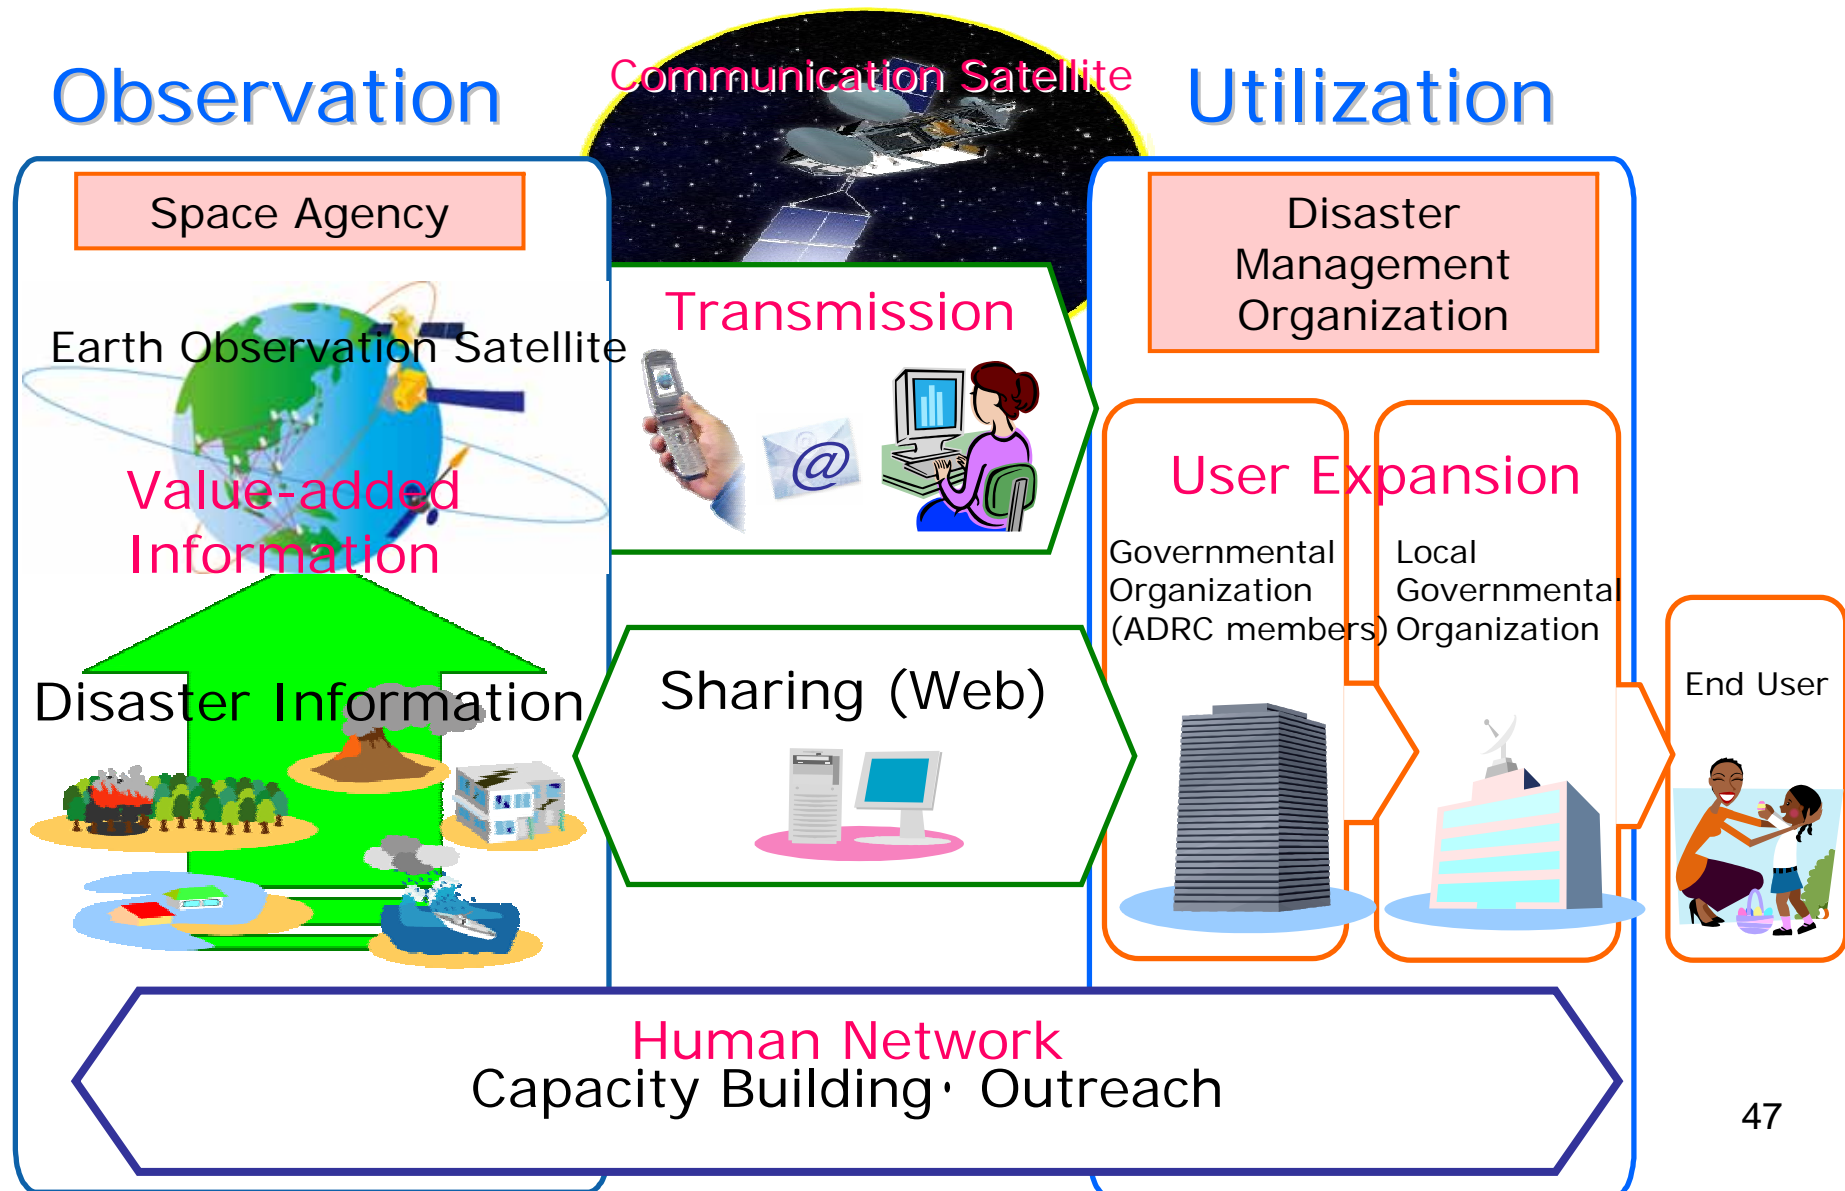 Observation
Communication Satellite
Utilization
Space Agency
Earth Observation Satellite
Value-added
Information
Disaster Information
Transmission
@
Sharing (Web)
Disaster
Management
Organization
User Expansion
Governmental
Organization
(ADRC members)
Local
Governmental
Organization
End User
Human Network
Capacity Building・ Outreach
47